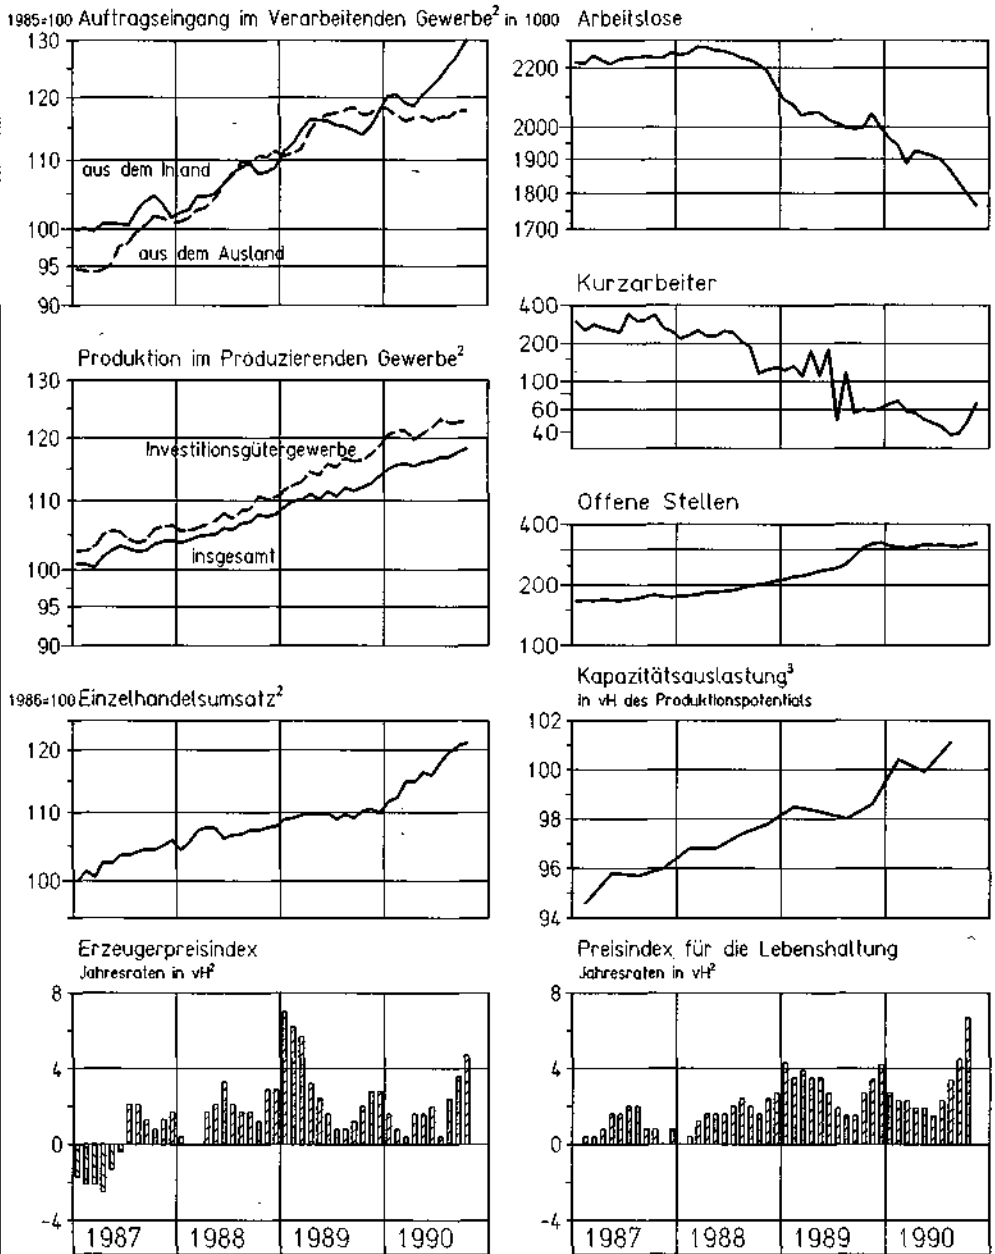 1985=100 Auftragseingang im Verarbeitenden Gewerbe²
130
120
110
100
95
90
aus dem Inland
aus dem Ausland
in 1000 Arbeitslose
2200
2000
1900
1800
1700
Kurzarbeiter
400
200
100
60
40
Produktion im Produzierenden Gewerbe²
130
120
110
100
95
90
Investitionsgütergewerbe
insgesamt
Offene Stellen
400
200
100
1986=100 Einzelhandelsumsatz²
120
110
100
Kapazitätsauslastung³
in vH des Produktionspotentials
102
100
98
96
94
Erzeugerpreisindex
Jahresraten in vH²
8
4
0
-4
1987 1988 1989 1990
Preisindex für die Lebenshaltung
Jahresraten in vH²
8
4
0
-4
1987 1988 1989 1990